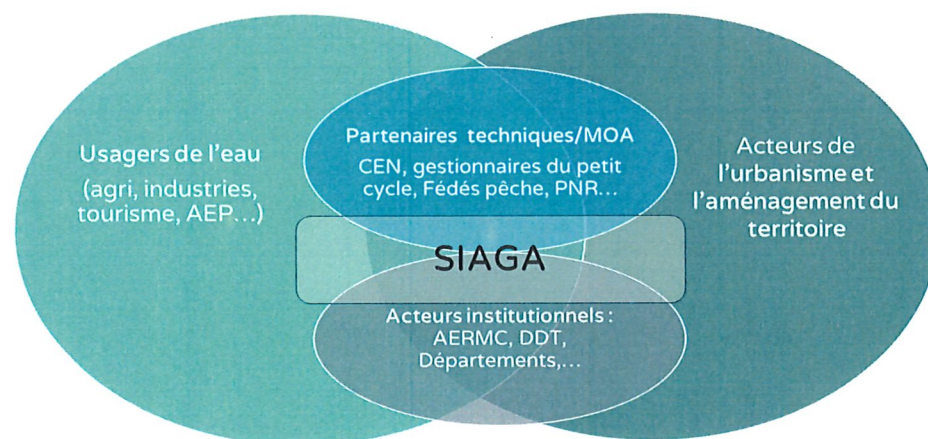 Usagers de l'eau
(agri, industries,
tourisme, AEP...)
Partenaires techniques/MOA
CEN, gestionnaires du petit
cycle, Fédés pêche, PNR...
Acteurs de
l'urbanisme et
l'aménagement du
territoire
SIAGA
Acteurs institutionnels :
AERMC, DDT,
Départements,...